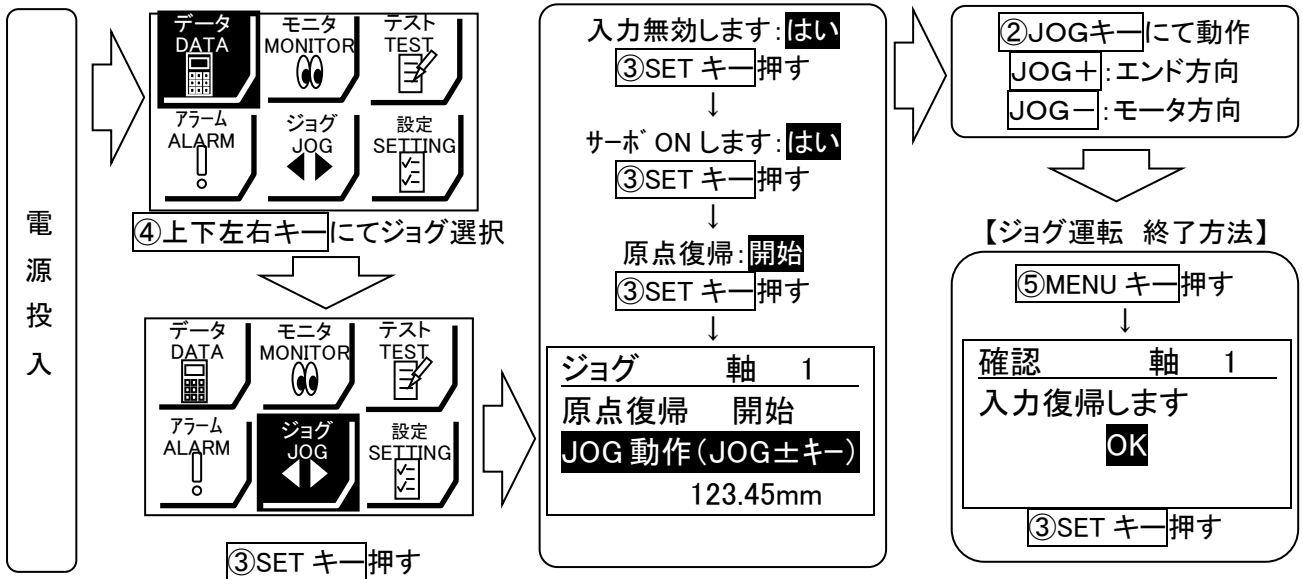 電源投入
データ モニタ テスト
DATA MONITOR TEST
アラーム ジョグ 設定
ALARM JOG SETTING
④上下左右キーにてジョグ選択
データ モニタ テスト
DATA MONITOR TEST
アラーム ジョグ 設定
ALARM JOG SETTING
③SET キー押す
入力無効します:はい
③SET キー押す
↓
サーボ ON します:はい
③SET キー押す
↓
原点復帰:開始
③SET キー押す
↓
ジョグ 軸 1
原点復帰 開始
JOG 動作(JOG±キー)
123.45mm
②JOGキーにて動作
JOG+:エンド方向
JOG-:モータ方向
【ジョグ運転 終了方法】
⑤MENU キー押す
↓
確認 軸 1
入力復帰します
OK
③SET キー押す